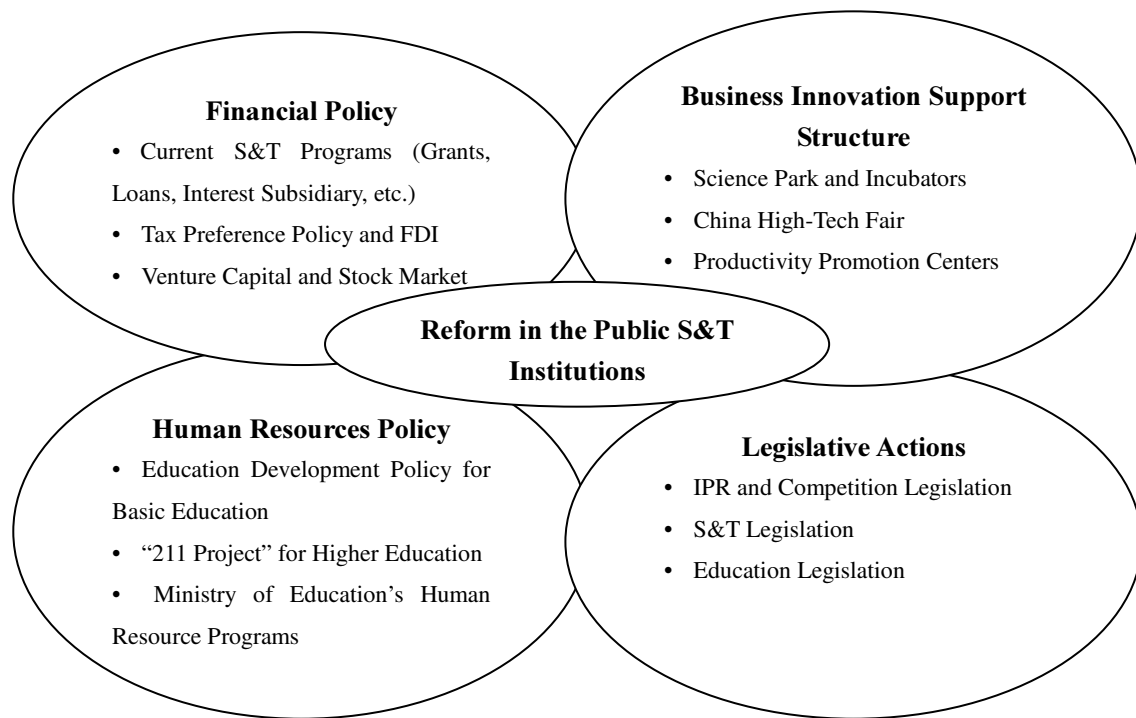 Financial Policy
• Current S&T Programs (Grants,
Loans, Interest Subsidiary, etc.)
• Tax Preference Policy and FDI
• Venture Capital and Stock Market
Business Innovation Support
Structure
• Science Park and Incubators
• China High-Tech Fair
• Productivity Promotion Centers
Reform in the Public S&T
Institutions
Human Resources Policy
• Education Development Policy for
Basic Education
• “211 Project” for Higher Education
• Ministry of Education’s Human
Resource Programs
Legislative Actions
• IPR and Competition Legislation
• S&T Legislation
• Education Legislation